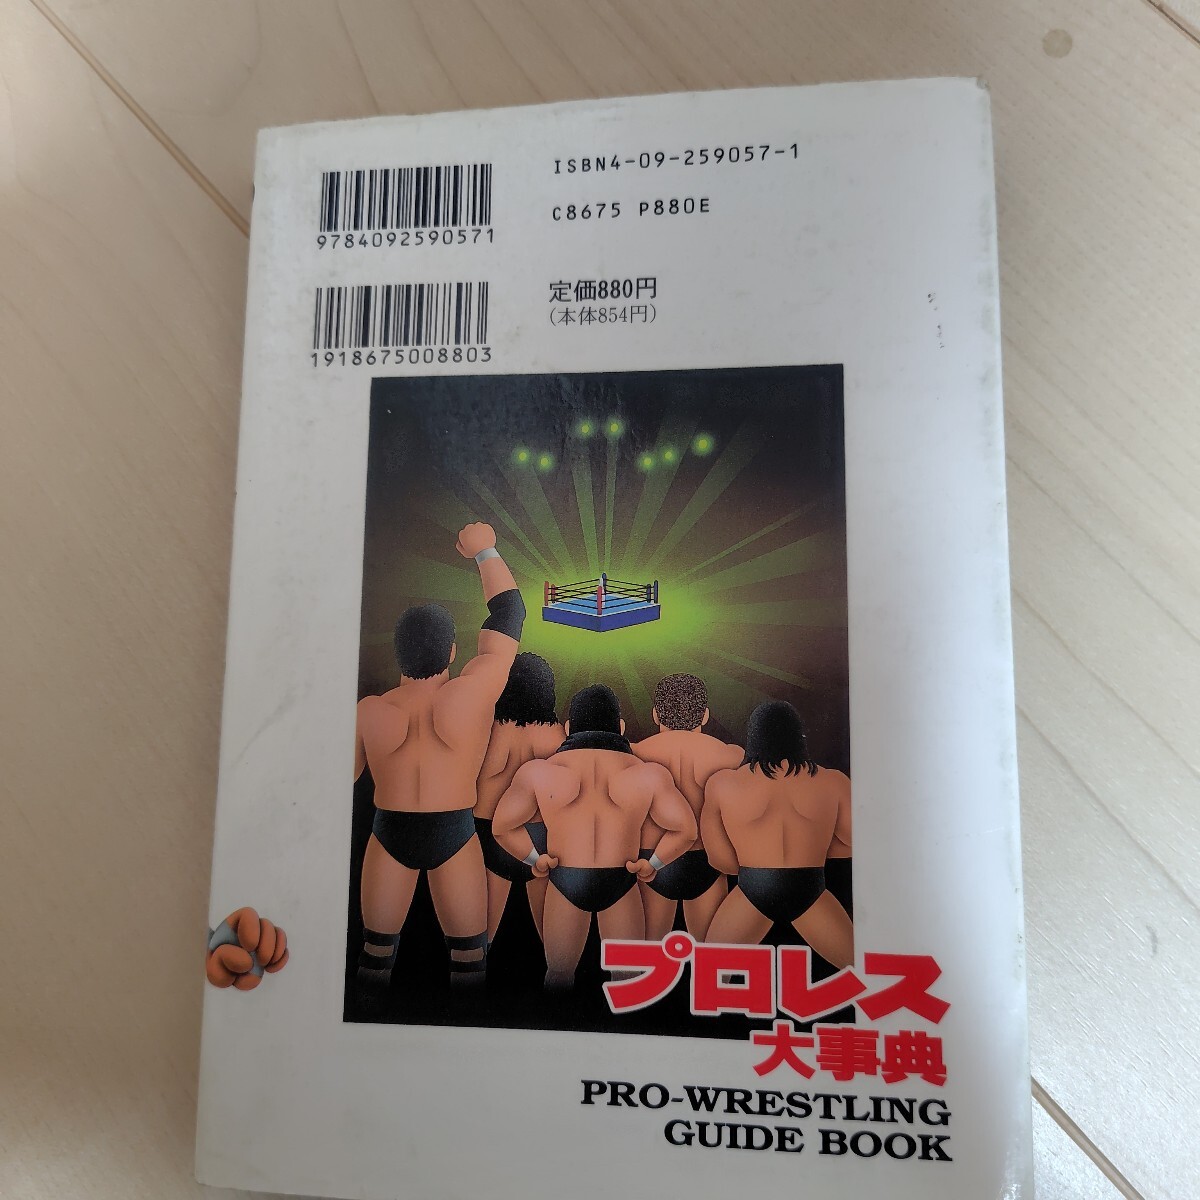 ISBN4-09-259057-1
9784092590571
C8675 P880E
定価880円
(本体854円)
1918675008803
プロレス
大事典
PRO-WRESTLING
GUIDE BOOK